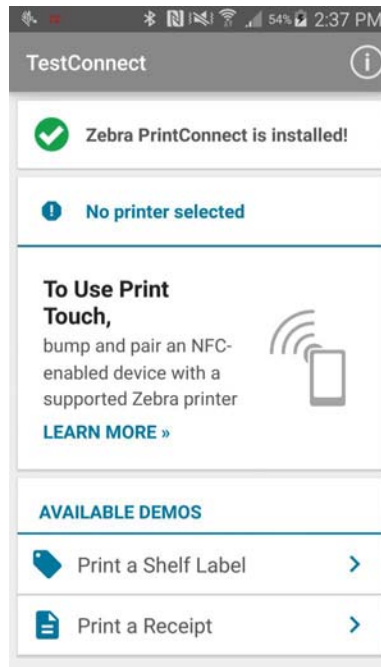 54% 2:37 PM
TestConnect
Zebra PrintConnect is installed!
No printer selected
To Use Print
Touch,
bump and pair an NFC-
enabled device with a
supported Zebra printer
LEARN MORE »
AVAILABLE DEMOS
Print a Shelf Label
Print a Receipt